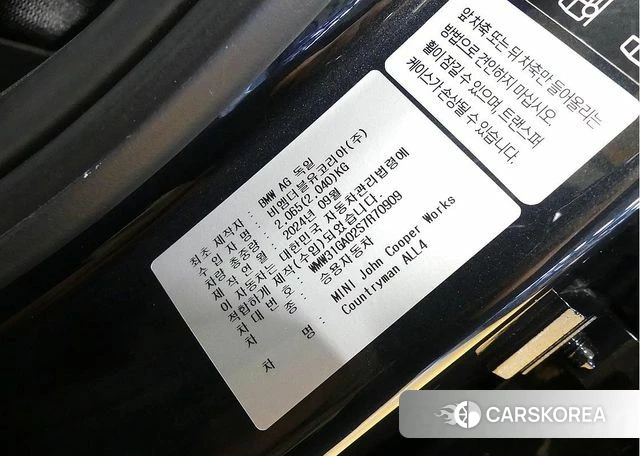 앞 차축 또는 뒤 차축만 들어올리는
방법으로 견인하지 마십시오.
휠이 잠길 수 있으며 트랜스퍼
케이스가 손상될 수 있습니다.
최초 제작자 : BMW AG 독일
수입자명 : 비엠더블유코리아(주)
차량 총중량 : 2,065(2,040)KG
제작연월 : 2024년 09월
이 자동차는 대한민국 자동차관리법령에
적합하게 제작(수입)되었습니다.
차대번호 : WMW31GA02S7R70909
차종 : 승용자동차
차명 : MINI John Cooper Works
Countryman ALL4
CARSKOREA